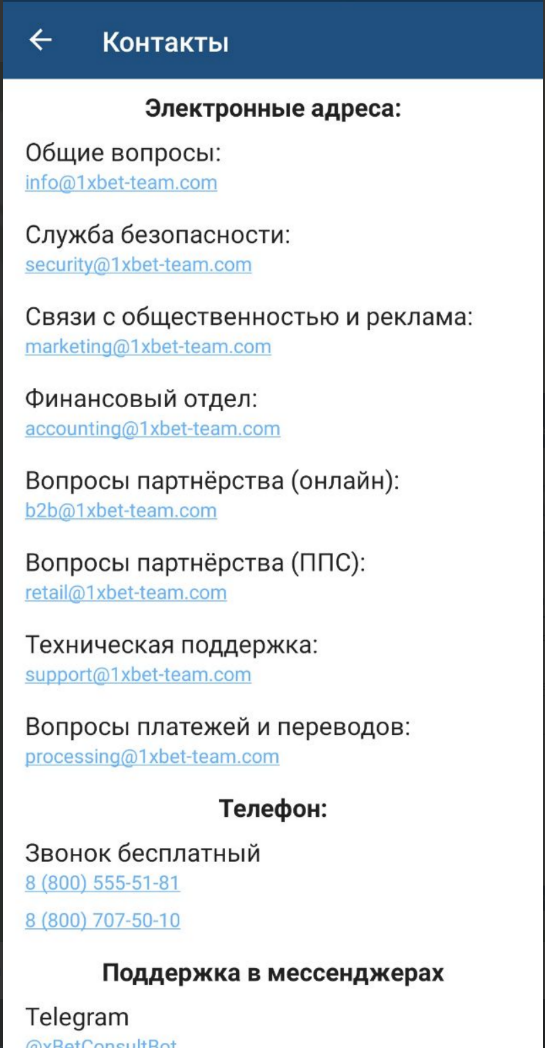 Контакты
Электронные адреса:
Общие вопросы:
info@1xbet-team.com
Служба безопасности:
security@1xbet-team.com
Связи с общественностью и реклама:
marketing@1xbet-team.com
Финансовый отдел:
accounting@1xbet-team.com
Вопросы партнёрства (онлайн):
b2b@1xbet-team.com
Вопросы партнёрства (ППС):
retail@1xbet-team.com
Техническая поддержка:
support@1xbet-team.com
Вопросы платежей и переводов:
processing@1xbet-team.com
Телефон:
Звонок бесплатный
8 (800) 555-51-81
8 (800) 707-50-10
Поддержка в мессенджерах
Telegram
@xBetConsultBot